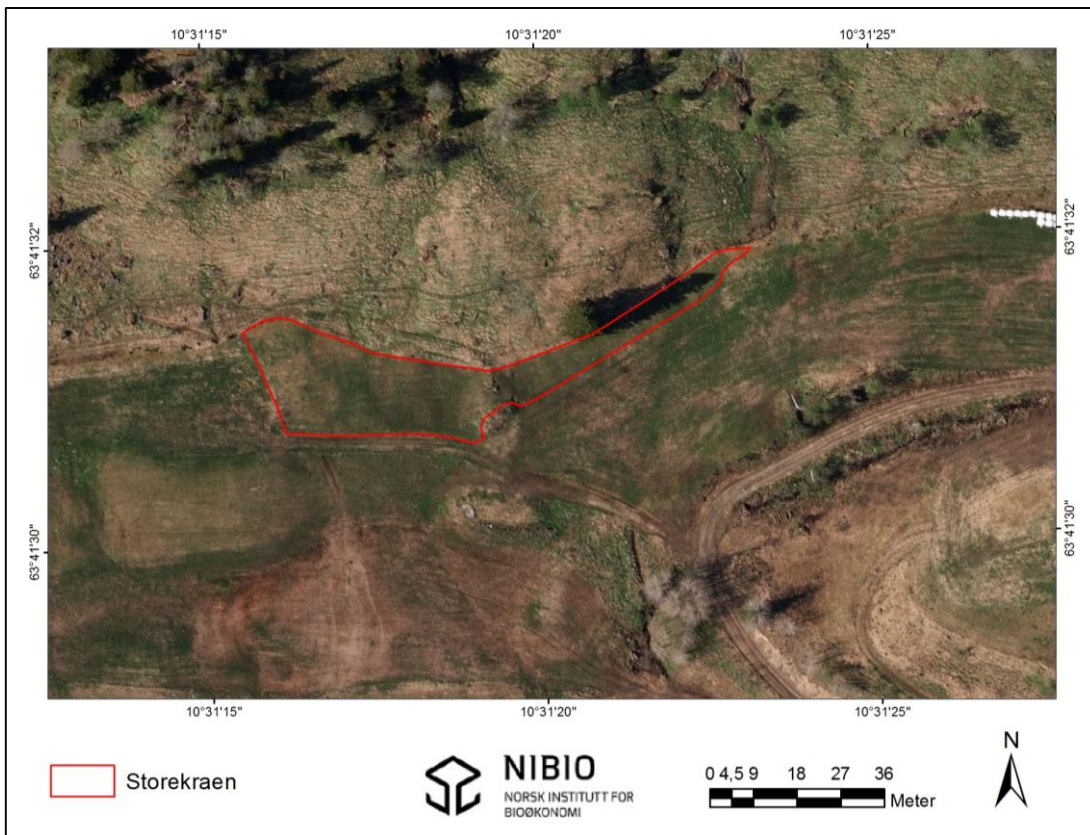 10°31'15" 10°31'20" 10°31'25"
63°41'32" 63°41'32"
63°41'30" 63°41'30"
10°31'15" 10°31'20" 10°31'25"
Storekraen
NIBIO
NORSK INSTITUTT FOR
BIOØKONOMI
0 4,5 9 18 27 36
Meter
N